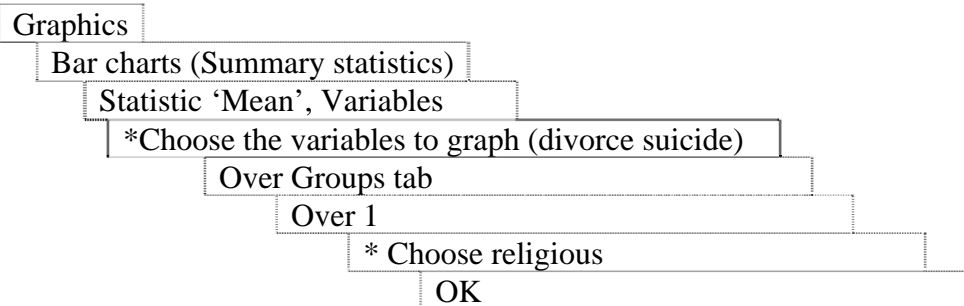 Graphics
Bar charts (Summary statistics)
Statistic ‘Mean’, Variables
*Choose the variables to graph (divorce suicide)
Over Groups tab
Over 1
* Choose religious
OK